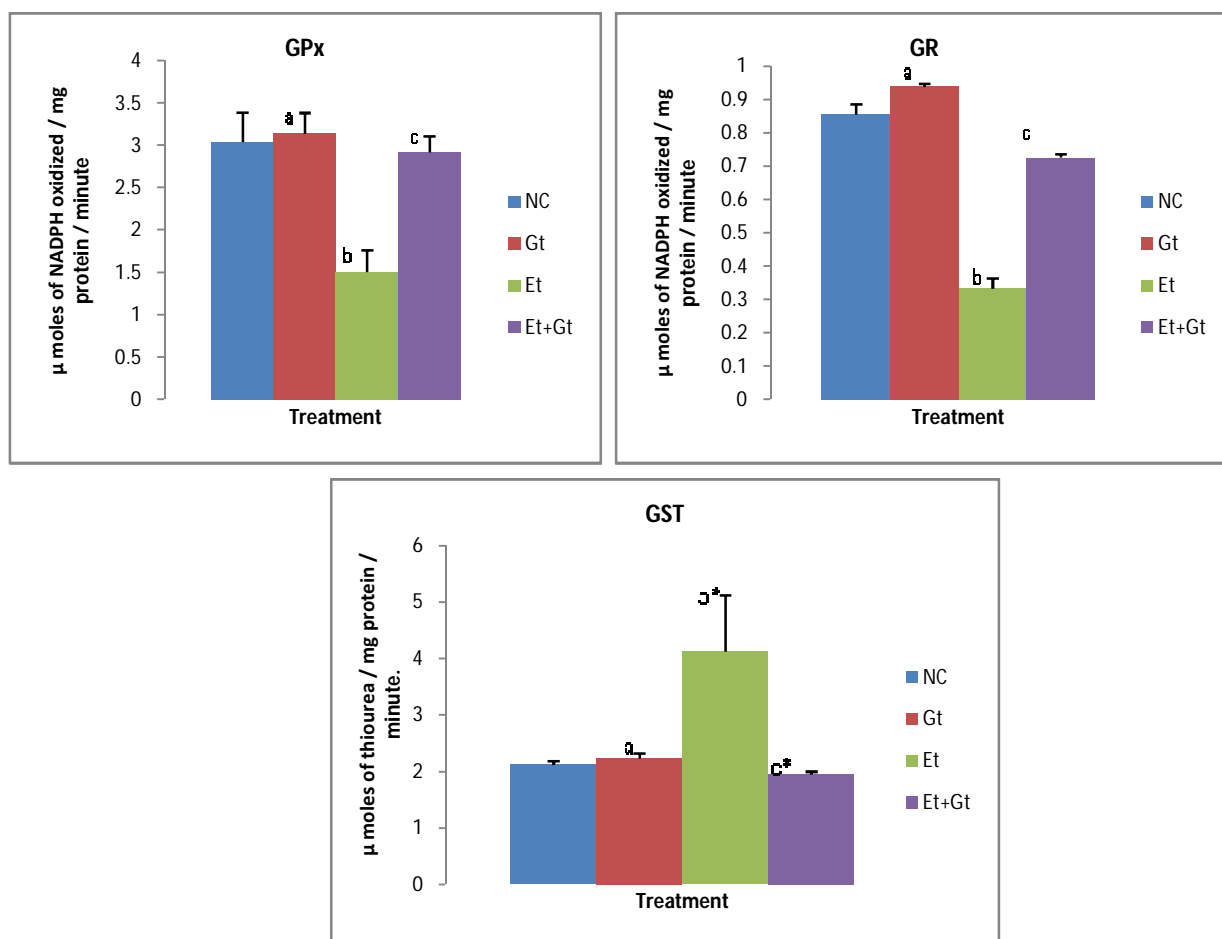 GPx
μ moles of NADPH oxidized / mg
protein / minute
4
3.5
3
2.5
2
1.5
1
0.5
0
a
b
c
Treatment
NC
Gt
Et
Et+Gt
GR
μ moles of NADPH oxidized / mg
protein / minute
1
0.9
0.8
0.7
0.6
0.5
0.4
0.3
0.2
0.1
0
a
b
c
Treatment
NC
Gt
Et
Et+Gt
GST
μ moles of thiourea / mg protein /
minute.
6
5
4
3
2
1
0
c*
Treatment
NC
Gt
Et
Et+Gt